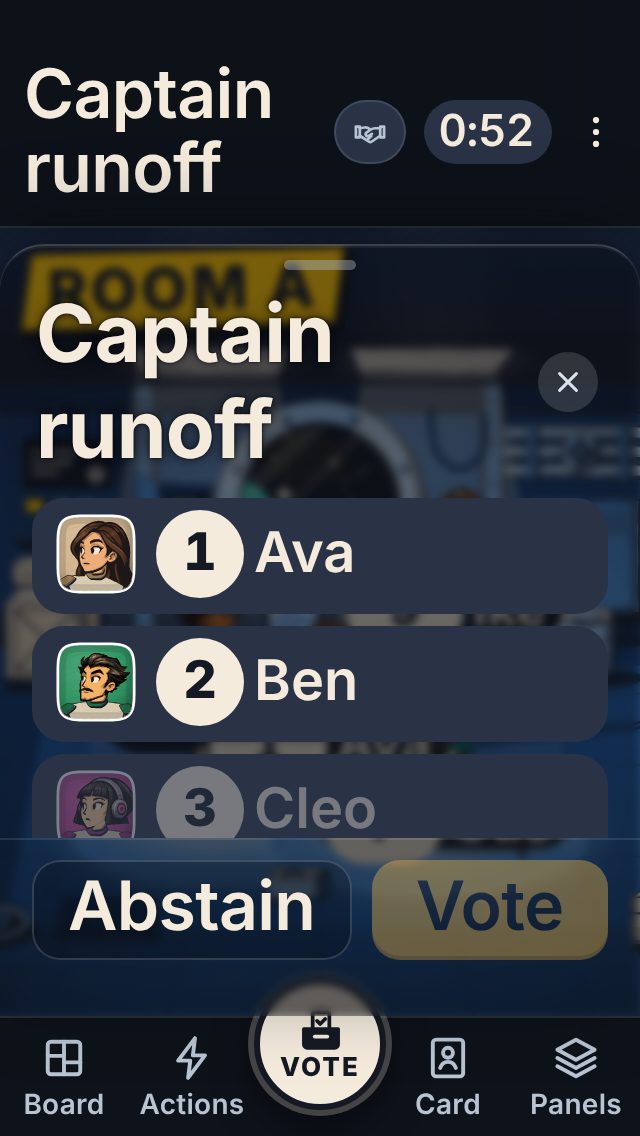 Captain
runoff
0:52
ROOM A
Captain
runoff
1 Ava
2 Ben
3 Cleo
Abstain
Vote
VOTE
Board
Actions
Card
Panels